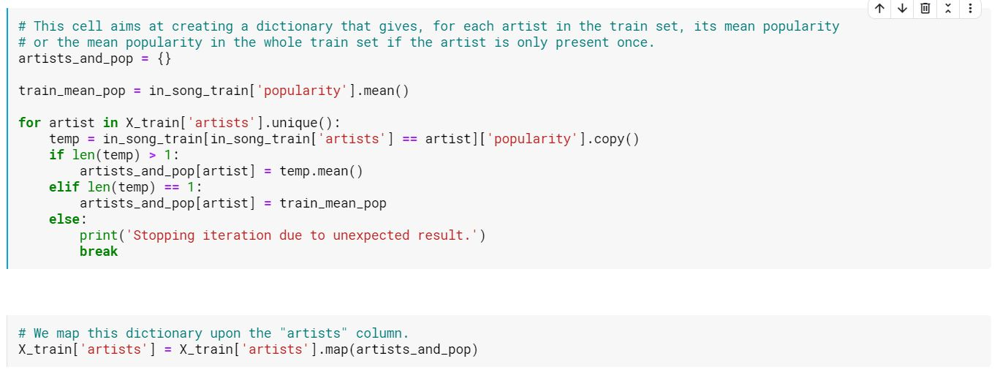 # This cell aims at creating a dictionary that gives, for each artist in the train set, its mean popularity
# or the mean popularity in the whole train set if the artist is only present once.
artists_and_pop = {}
train_mean_pop = in_song_train['popularity'].mean()
for artist in X_train['artists'].unique():
    temp = in_song_train[in_song_train['artists'] == artist]['popularity'].copy()
    if len(temp) > 1:
        artists_and_pop[artist] = temp.mean()
    elif len(temp) == 1:
        artists_and_pop[artist] = train_mean_pop
    else:
        print('Stopping iteration due to unexpected result.')
        break
# We map this dictionary upon the "artists" column.
X_train['artists'] = X_train['artists'].map(artists_and_pop)